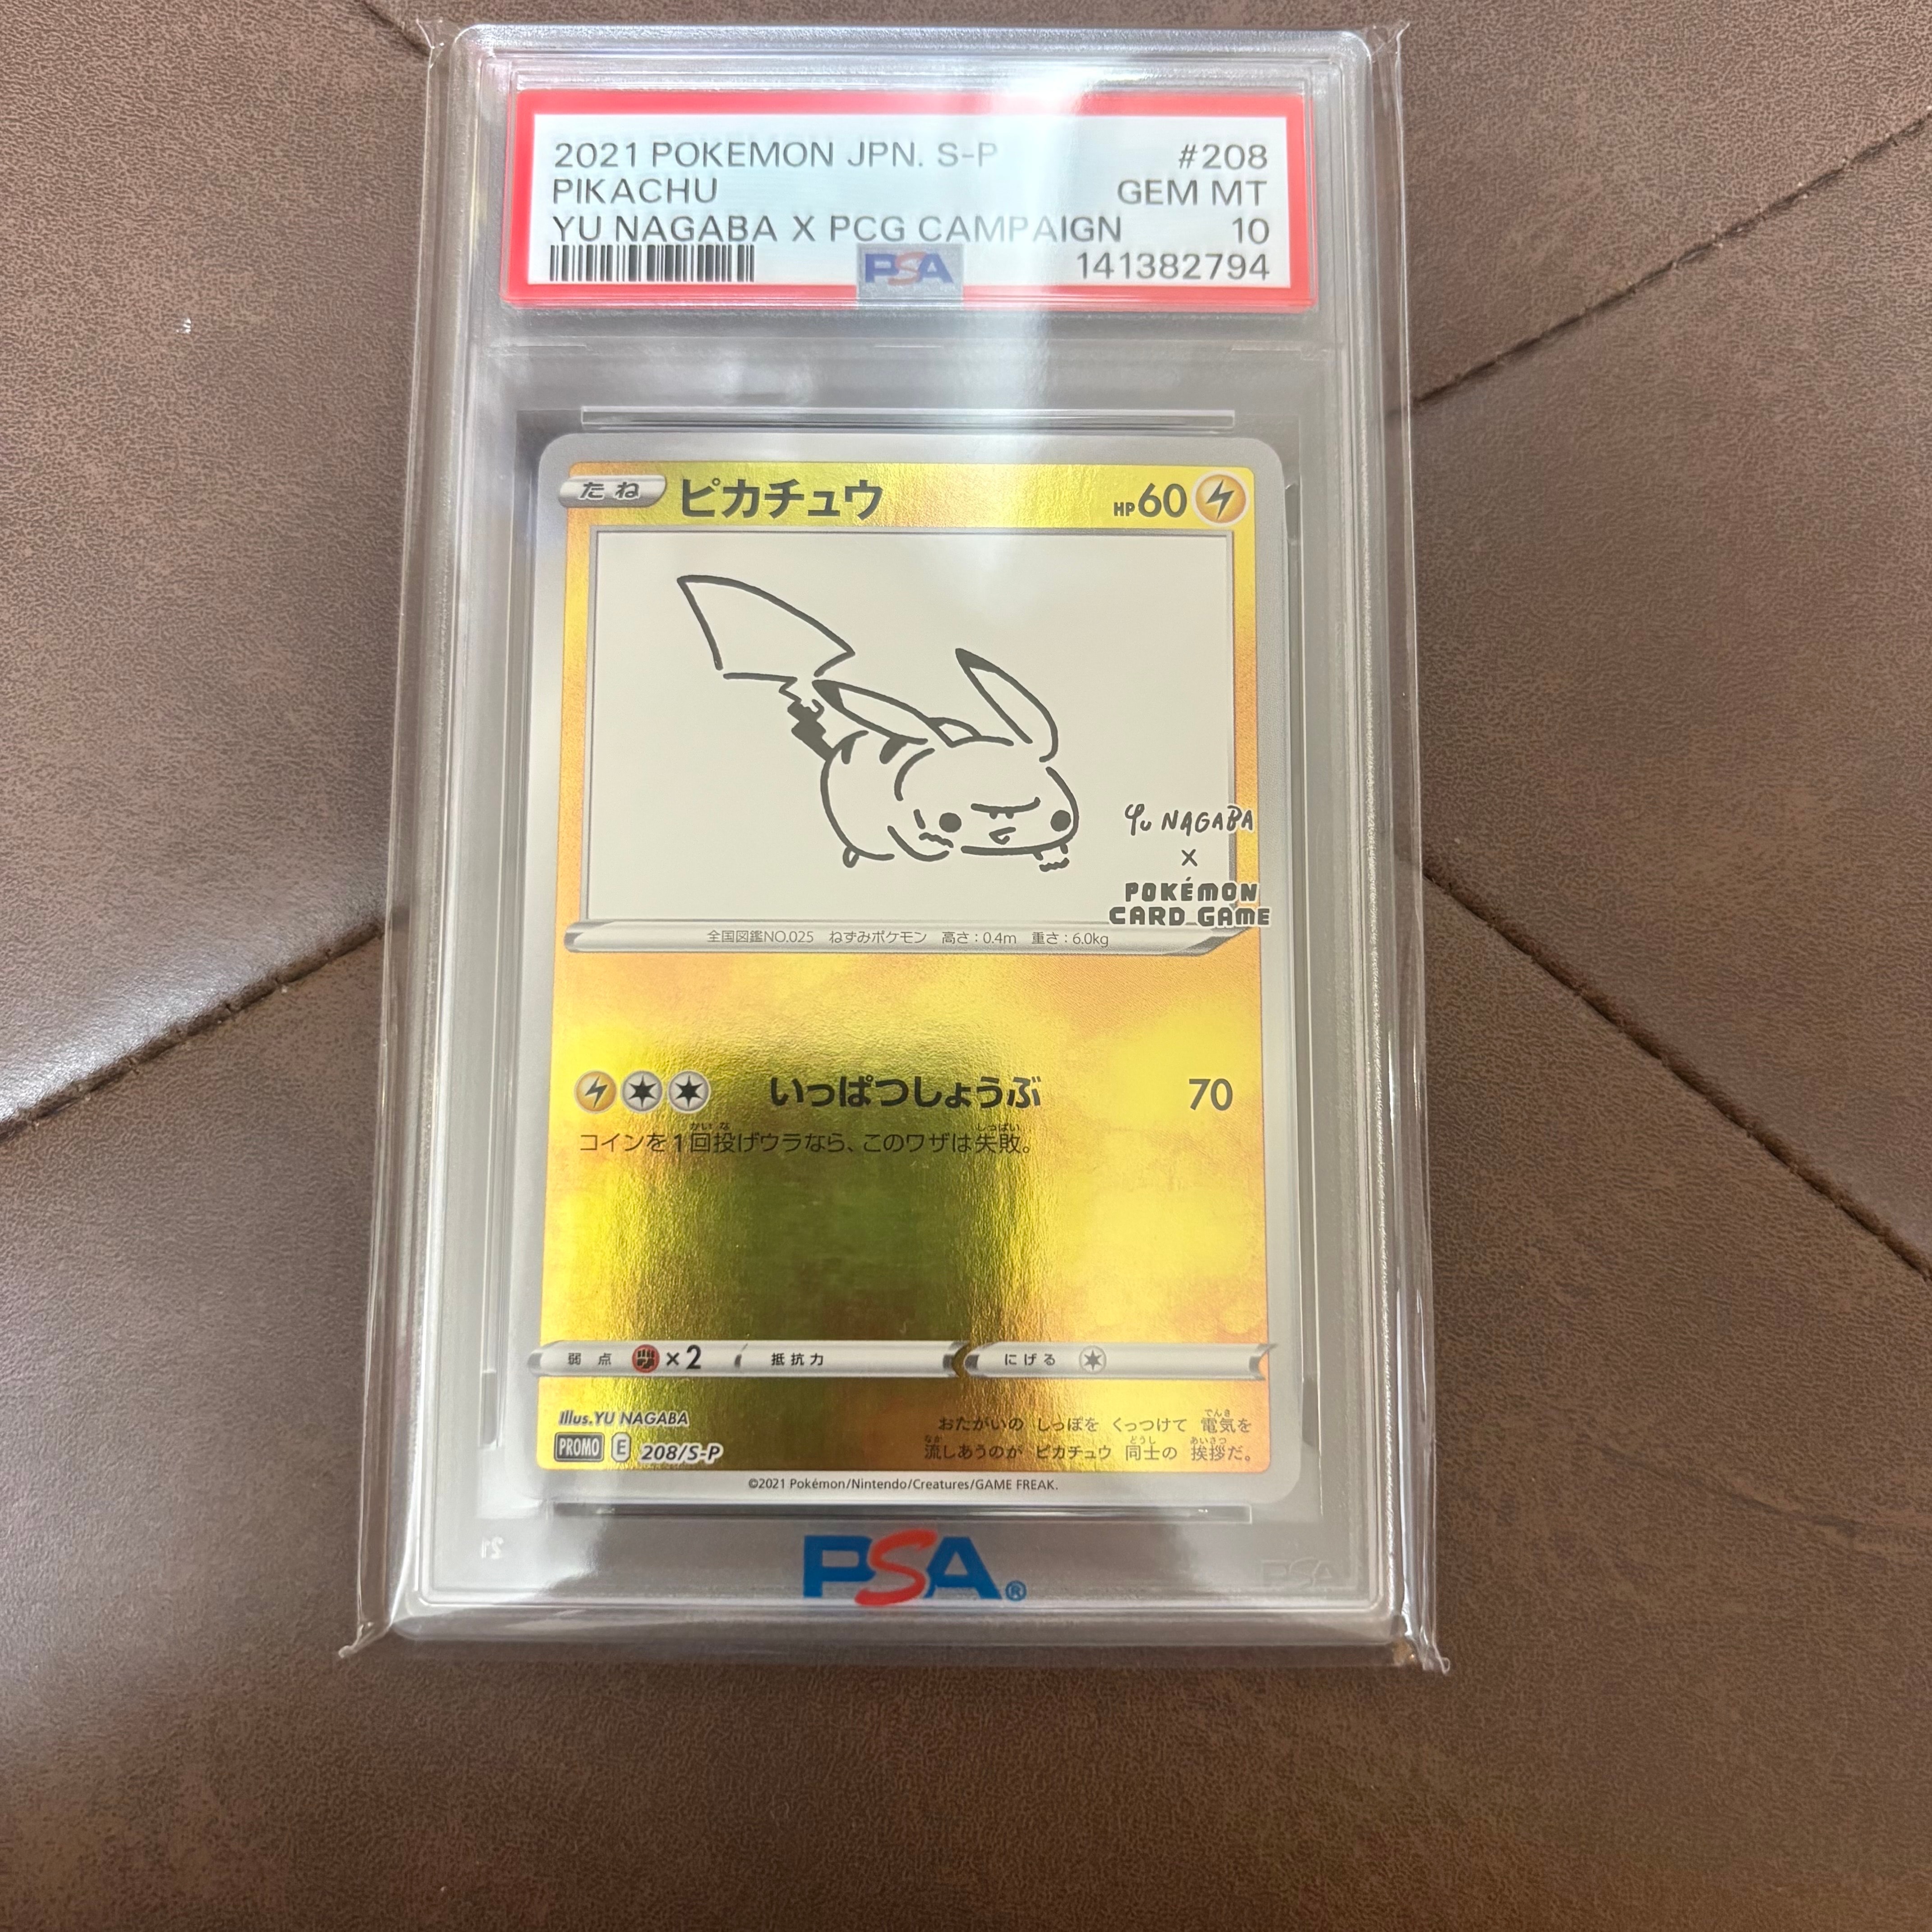 2021 POKEMON JPN. S-P #208
PIKACHU GEM MT
YU NAGABA X PCG CAMPAIGN 10
PSA 141382794
たね ピカチュウ HP60
YU NAGABA
×
POKÉMON
CARD GAME
全国図鑑NO.025 ねずみポケモン 高さ：0.4m 重さ：6.0kg
いっぱつしょうぶ 70
コインを1回投げウラなら、このワザは失敗。
弱点 ×2 抵抗力 にげる
Illus.YU NAGABA
PROMO E 208/S-P
おたがいの しっぽを くっつけて 電気を
流しあうのが ピカチュウ 同士の 挨拶だ。
©2021 Pokémon/Nintendo/Creatures/GAME FREAK.
PSA®